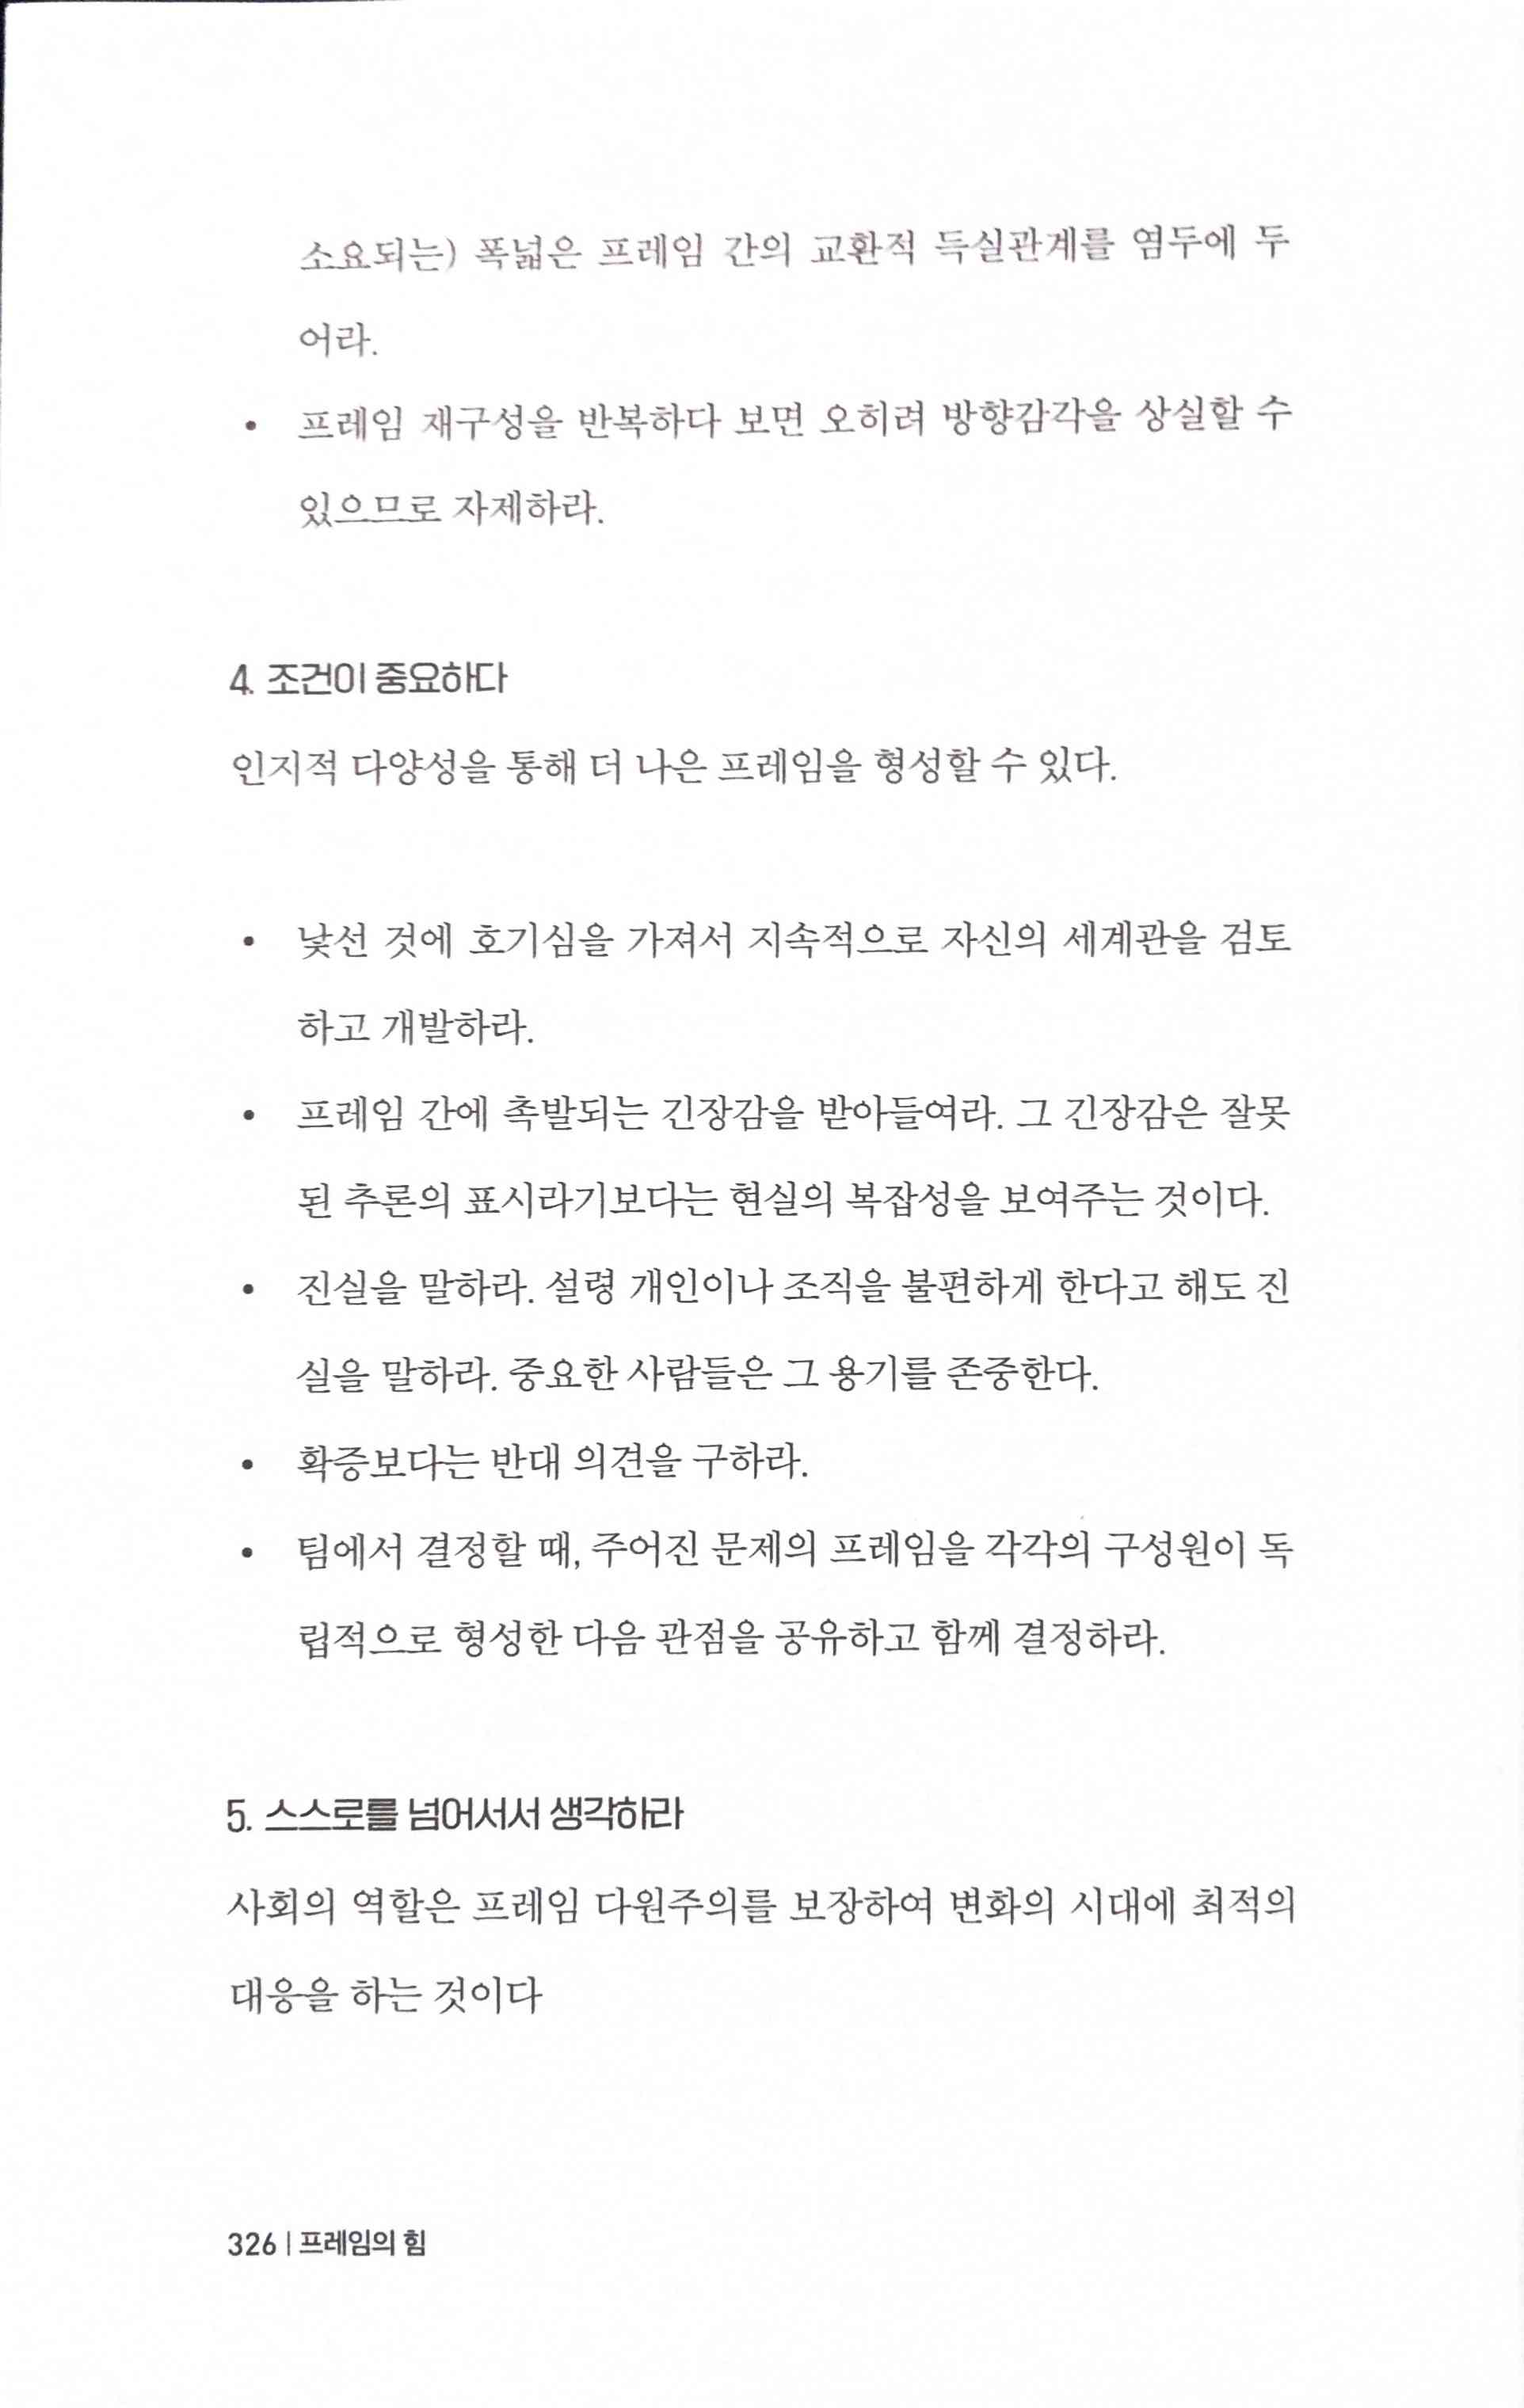 소요되는) 폭넓은 프레임 간의 교환적 득실관계를 염두에 두
어라.
• 프레임 재구성을 반복하다 보면 오히려 방향감각을 상실할 수
있으므로 자제하라.
4. 조건이 중요하다
인지적 다양성을 통해 더 나은 프레임을 형성할 수 있다.
• 낯선 것에 호기심을 가져서 지속적으로 자신의 세계관을 검토
하고 개발하라.
• 프레임 간에 촉발되는 긴장감을 받아들여라. 그 긴장감은 잘못
된 추론의 표시라기보다는 현실의 복잡성을 보여주는 것이다.
• 진실을 말하라. 설령 개인이나 조직을 불편하게 한다고 해도 진
실을 말하라. 중요한 사람들은 그 용기를 존중한다.
• 확증보다는 반대 의견을 구하라.
• 팀에서 결정할 때, 주어진 문제의 프레임을 각각의 구성원이 독
립적으로 형성한 다음 관점을 공유하고 함께 결정하라.
5. 스스로를 넘어서서 생각하라
사회의 역할은 프레임 다원주의를 보장하여 변화의 시대에 최적의
대응을 하는 것이다
326 | 프레임의 힘